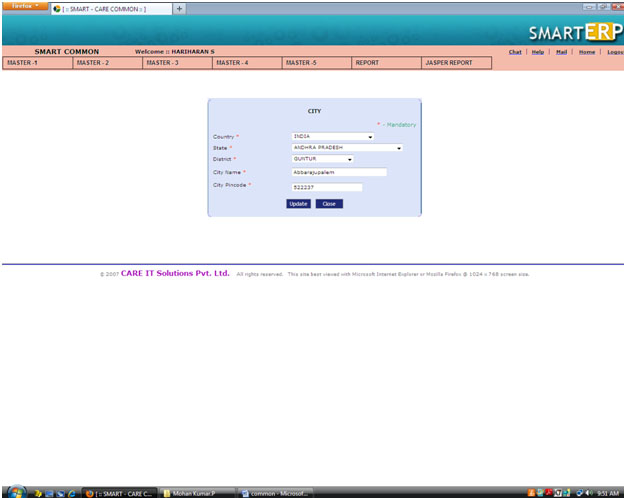 Firefox
[ :: SMART - CARE COMMON :: ] +
SMARTERP
SMART COMMON Welcome :: HARIHARAN S Chat | Help | Mail | Home | Logou
MASTER -1 MASTER - 2 MASTER - 3 MASTER - 4 MASTER -5 REPORT JASPER REPORT
CITY
* - Mandatory
Country * INDIA
State * ANDHRA PRADESH
District * GUNTUR
City Name * Abbarajupalem
City Pincode * 522237
Update Close
© 2007 CARE IT Solutions Pvt. Ltd. All rights reserved. This site best viewed with Microsoft Internet Explorer or Mozilla Firefox @ 1024 x 768 screen size.
[ :: SMART - CARE C... Mohan Kumar.P common - Microsof... 9:51 AM